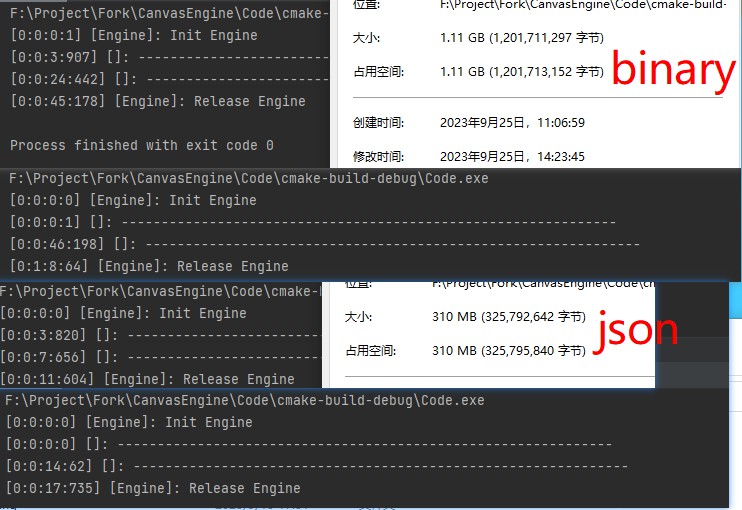 F:\Project\Fork\CanvasEngine\Code\cmake-
[0:0:0:1] [Engine]: Init Engine
[0:0:3:907] []: ------------------------
[0:0:24:442] []: -----------------------
[0:0:45:178] [Engine]: Release Engine
Process finished with exit code 0
位置: F:\Project\Fork\CanvasEngine\Code\cmake-build-
大小: 1.11 GB (1,201,711,297 字节)
占用空间: 1.11 GB (1,201,713,152 字节)
binary
创建时间: 2023年9月25日，11:06:59
修改时间: 2023年9月25日，14:23:45
F:\Project\Fork\CanvasEngine\Code\cmake-build-debug\Code.exe
[0:0:0:0] [Engine]: Init Engine
[0:0:0:1] []: --------------------------------------------------------------
[0:0:46:198] []: --------------------------------------------------------------
[0:1:8:64] [Engine]: Release Engine
F:\Project\Fork\CanvasEngine\Code\cmake-
[0:0:0:0] [Engine]: Init Engine
[0:0:3:820] []: ------------------------
[0:0:7:656] []: ------------------------
[0:0:11:604] [Engine]: Release Engine
位置: F:\Project\Fork\CanvasEngine\Code\cm
大小: 310 MB (325,792,642 字节)
占用空间: 310 MB (325,795,840 字节)
json
F:\Project\Fork\CanvasEngine\Code\cmake-build-debug\Code.exe
[0:0:0:0] [Engine]: Init Engine
[0:0:0:0] []: --------------------------------------------------------------
[0:0:14:62] []: --------------------------------------------------------------
[0:0:17:735] [Engine]: Release Engine